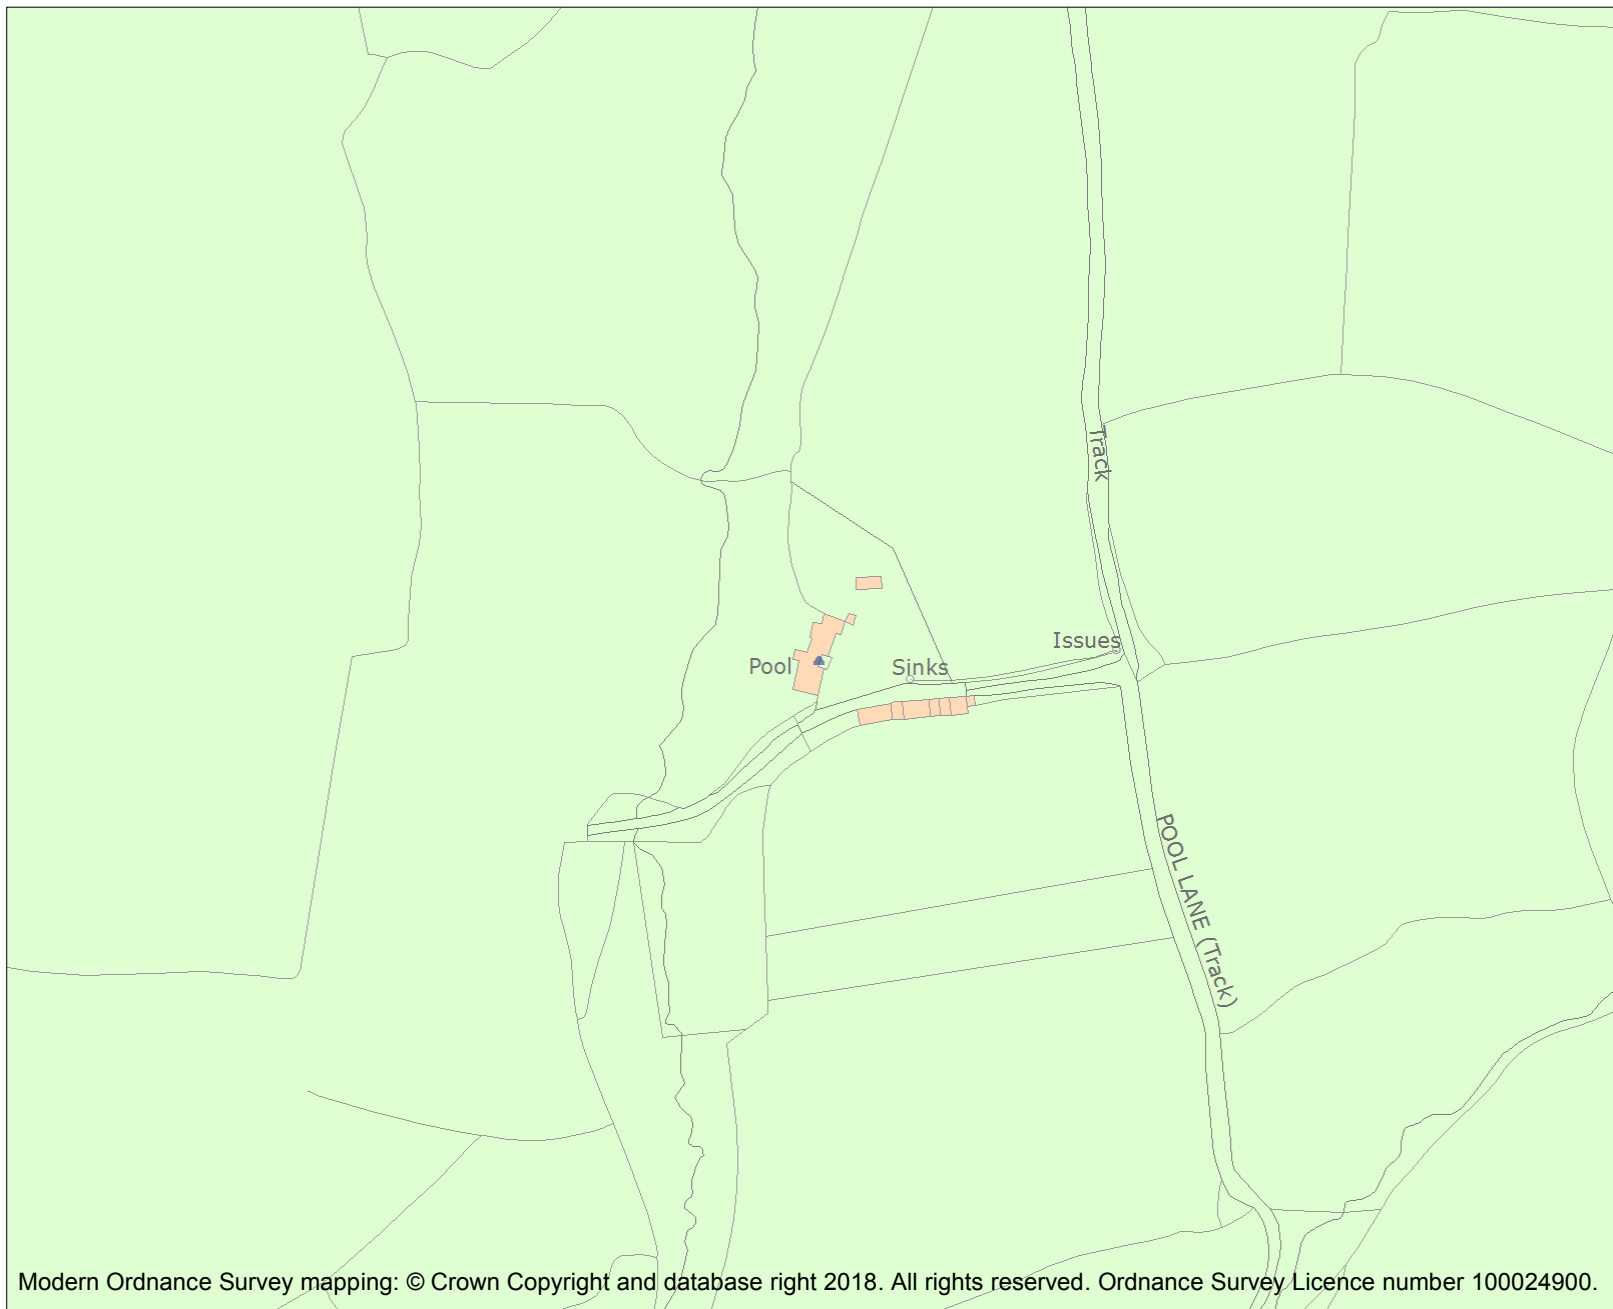 Track
Issues
Pool
Sinks
POOL LANE (Track)
Modern Ordnance Survey mapping: © Crown Copyright and database right 2018. All rights reserved. Ordnance Survey Licence number 100024900.